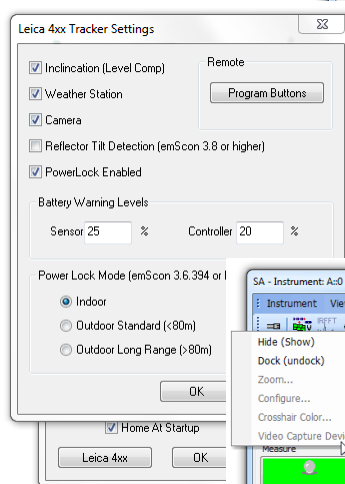 Leica 4xx Tracker Settings
Inclincation (Level Comp)
Weather Station
Camera
Reflector Tilt Detection (emScon 3.8 or higher)
PowerLock Enabled
Remote
Program Buttons
Battery Warning Levels
Sensor 25 % Controller 20 %
Power Lock Mode (emScon 3.6.394 or
Indoor
Outdoor Standard (<80m)
Outdoor Long Range (>80m)
OK
Home At Startup
Leica 4xx OK
SA - Instrument: A::0
Instrument
IRFFT
Hide (Show)
Dock (undock)
Zoom...
Configure...
Crosshair Color...
Video Capture Devi
Measure